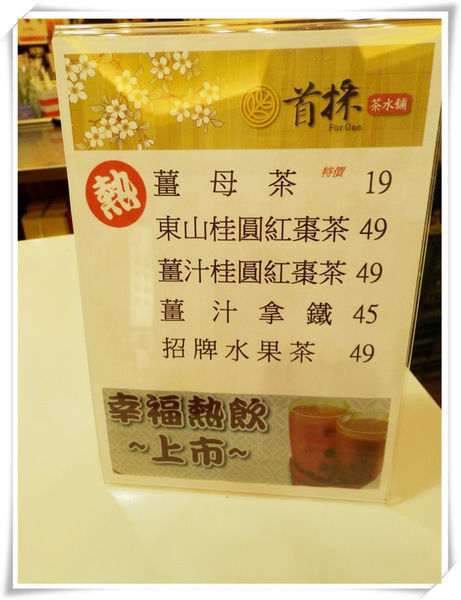 首採 茶水舖
For One
熱
薑母茶 特價 19
東山桂圓紅棗茶 49
薑汁桂圓紅棗茶 49
薑汁拿鐵 45
招牌水果茶 49
幸福熱飲
~上市~